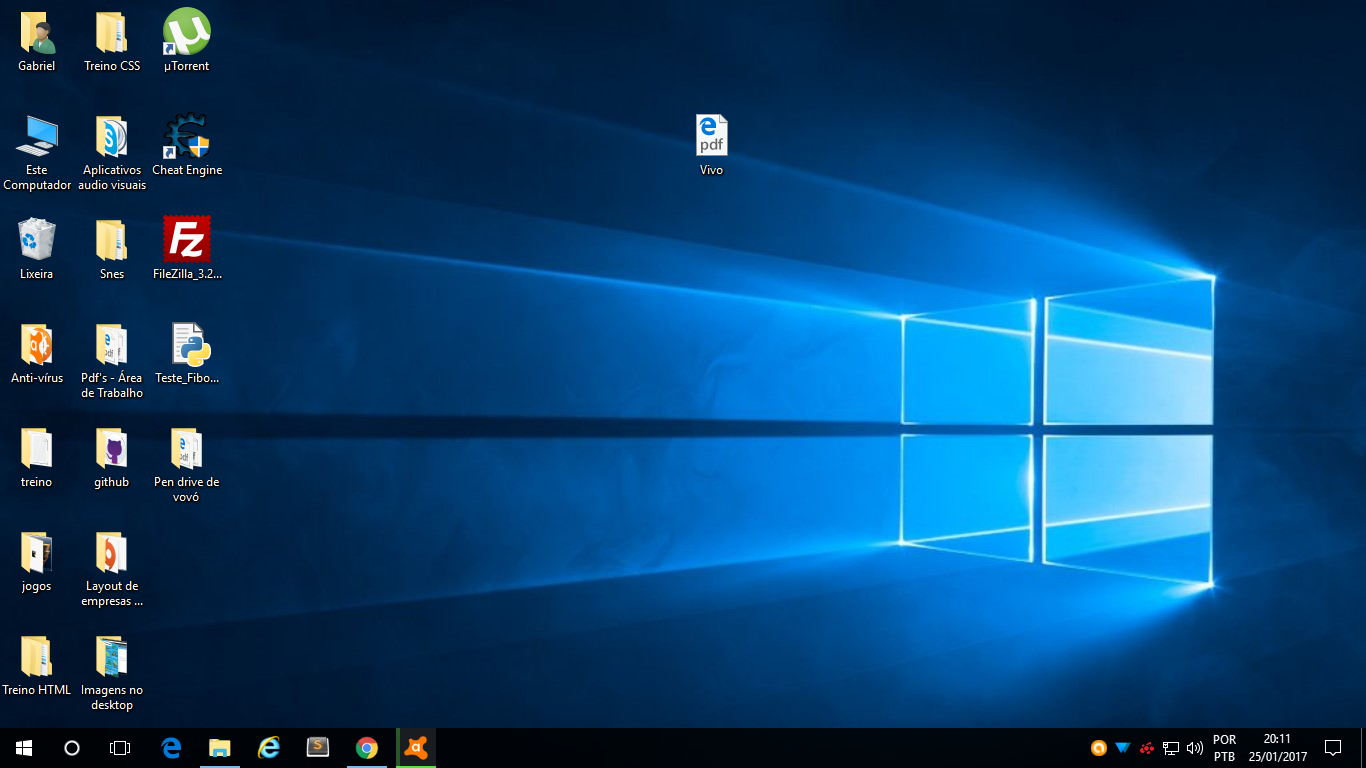 Gabriel
Treino CSS
µTorrent
Este
Computador
Aplicativos
audio visuais
Cheat Engine
pdf
Vivo
Lixeira
Snes
FileZilla_3.2...
Anti-vírus
Pdf's - Área
de Trabalho
Teste_Fibo...
treino
github
Pen drive de
vovó
jogos
Layout de
empresas ...
Treino HTML
Imagens no
desktop
POR
PTB
20:11
25/01/2017